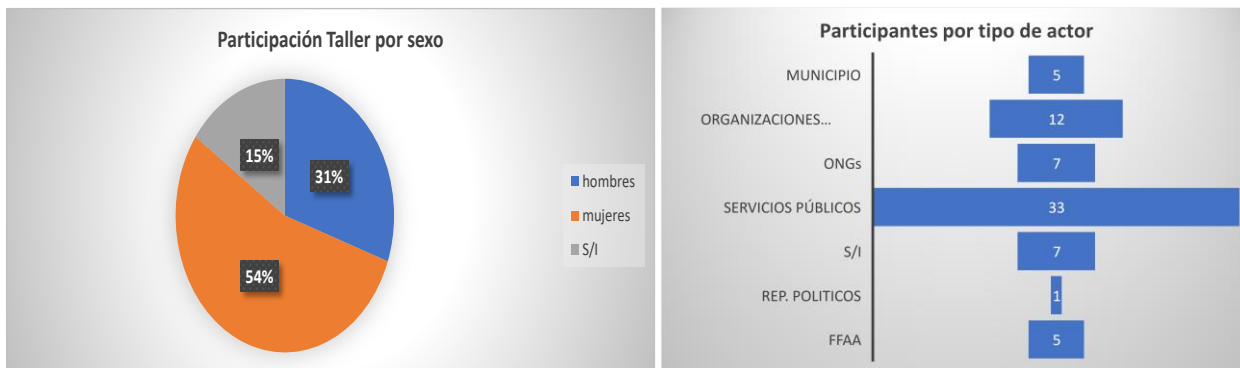 Participación Taller por sexo
15%
31%
54%
hombres
mujeres
S/I
Participantes por tipo de actor
MUNICIPIO
5
ORGANIZACIONES...
12
ONGs
7
SERVICIOS PÚBLICOS
33
S/I
7
REP. POLITICOS
1
FFAA
5